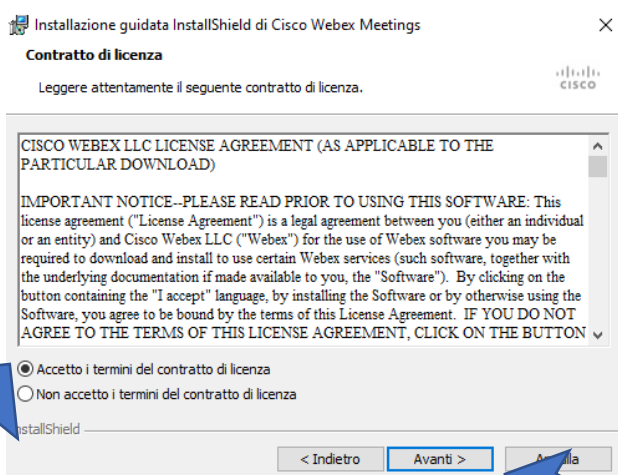 Installazione guidata InstallShield di Cisco Webex Meetings
Contratto di licenza
Leggere attentamente il seguente contratto di licenza.
CISCO
CISCO WEBEX LLC LICENSE AGREEMENT (AS APPLICABLE TO THE
PARTICULAR DOWNLOAD)
IMPORTANT NOTICE--PLEASE READ PRIOR TO USING THIS SOFTWARE: This
license agreement ("License Agreement") is a legal agreement between you (either an individual
or an entity) and Cisco Webex LLC ("Webex") for the use of Webex software you may be
required to download and install to use certain Webex services (such software, together with
the underlying documentation if made available to you, the "Software"). By clicking on the
button containing the "I accept" language, by installing the Software or by otherwise using the
Software, you agree to be bound by the terms of this License Agreement. IF YOU DO NOT
AGREE TO THE TERMS OF THIS LICENSE AGREEMENT, CLICK ON THE BUTTON
Accetto i termini del contratto di licenza
Non accetto i termini del contratto di licenza
< Indietro
Avanti >